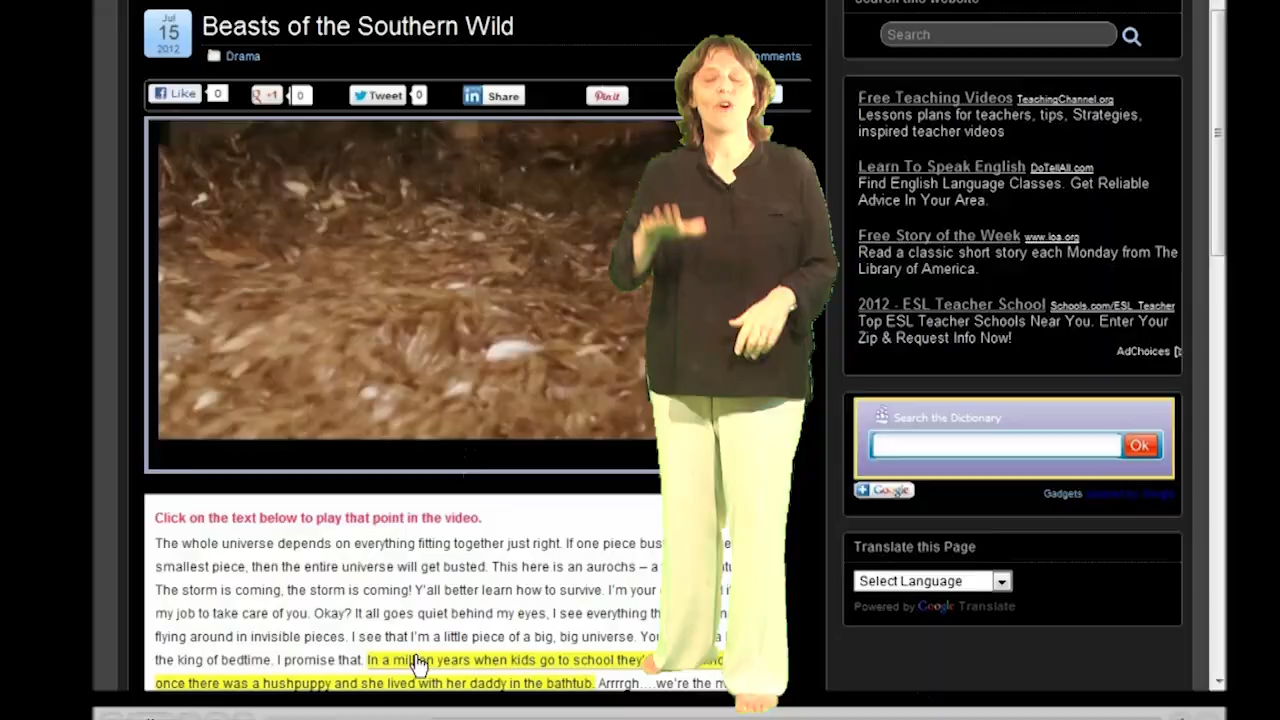 Search this website
Jul
15
2012
Beasts of the Southern Wild
Drama
omments
Search
Like
0
+1
0
Tweet
0
in Share
Pin it
Free Teaching Videos TeachingChannel.org
Lessons plans for teachers, tips, Strategies,
inspired teacher videos
Learn To Speak English DoTellAll.com
Find English Language Classes. Get Reliable
Advice In Your Area.
Free Story of the Week www.loa.org
Read a classic short story each Monday from The
Library of America.
2012 - ESL Teacher School Schools.com/ESL_Teacher
Top ESL Teacher Schools Near You. Enter Your
Zip & Request Info Now!
AdChoices
Search the Dictionary
Ok
Google
Gadgets powered by Google
Translate this Page
Select Language
Powered by Google Translate
Click on the text below to play that point in the video.
The whole universe depends on everything fitting together just right. If one piece bus
smallest piece, then the entire universe will get busted. This here is an aurochs – a
The storm is coming, the storm is coming! Y'all better learn how to survive. I'm your
my job to take care of you. Okay? It all goes quiet behind my eyes, I see everything th
flying around in invisible pieces. I see that I'm a little piece of a big, big universe. Yo
the king of bedtime. I promise that. In a million years when kids go to school they'
once there was a hushpuppy and she lived with her daddy in the bathtub. Arrrrgh....we're the m